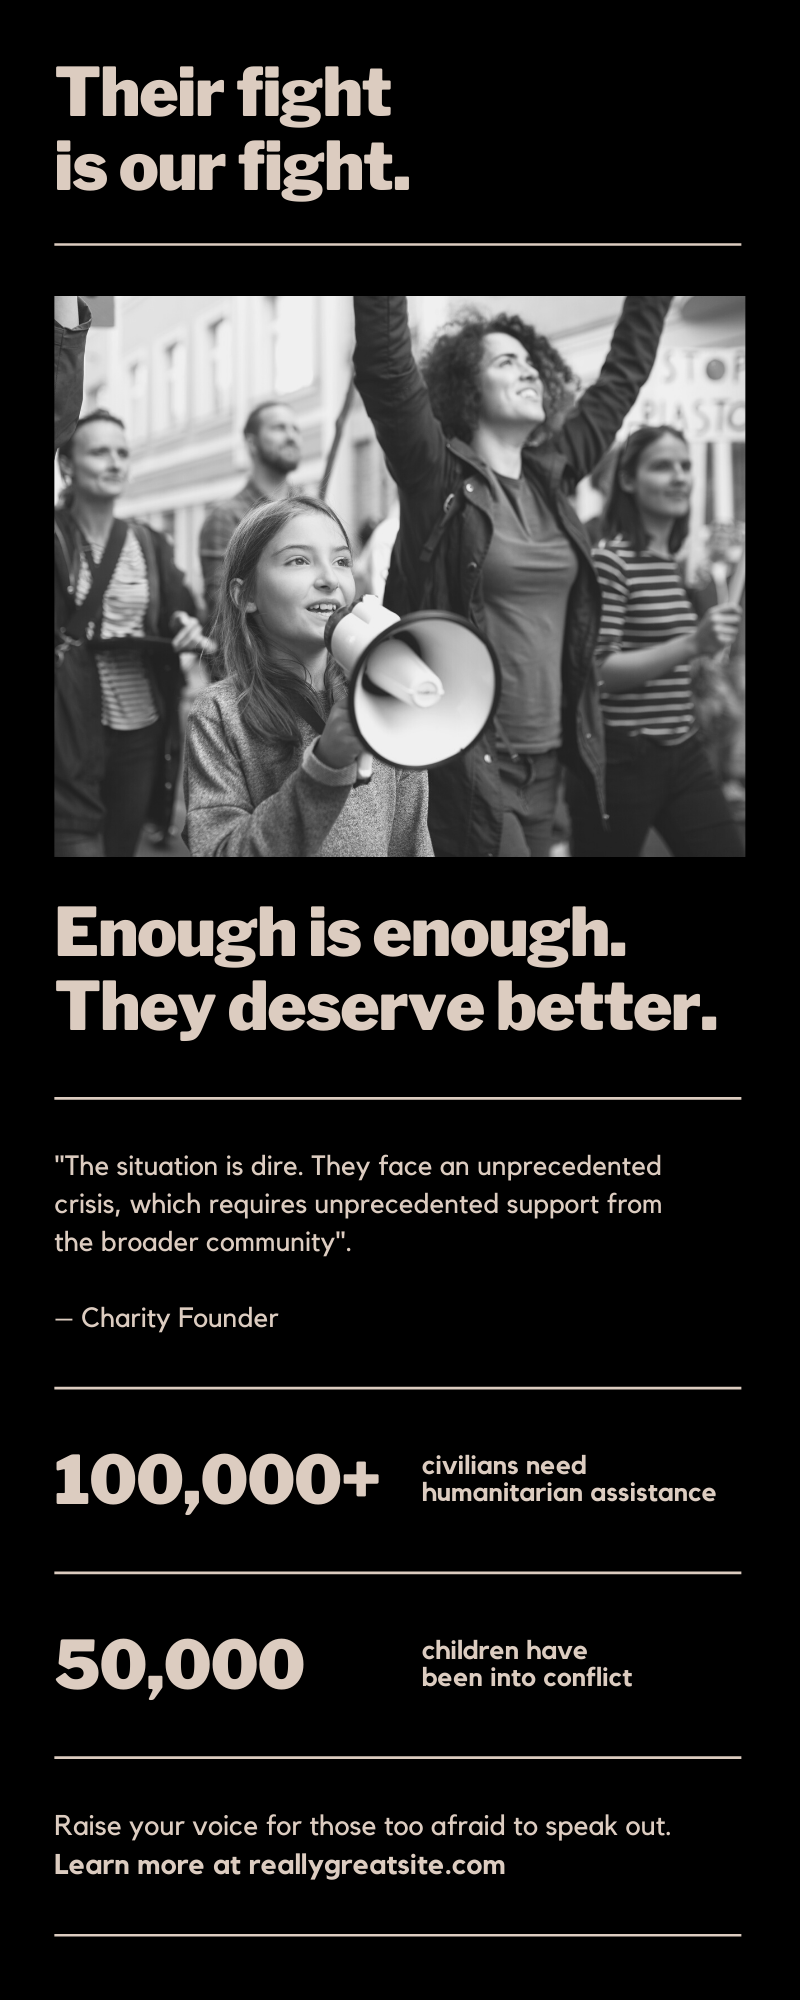 Their fight
is our fight.
STOP
Enough is enough.
They deserve better.
"The situation is dire. They face an unprecedented
crisis, which requires unprecedented support from
the broader community".
– Charity Founder
100,000+ civilians need
humanitarian assistance
50,000 children have
been into conflict
Raise your voice for those too afraid to speak out.
Learn more at reallygreatsite.com